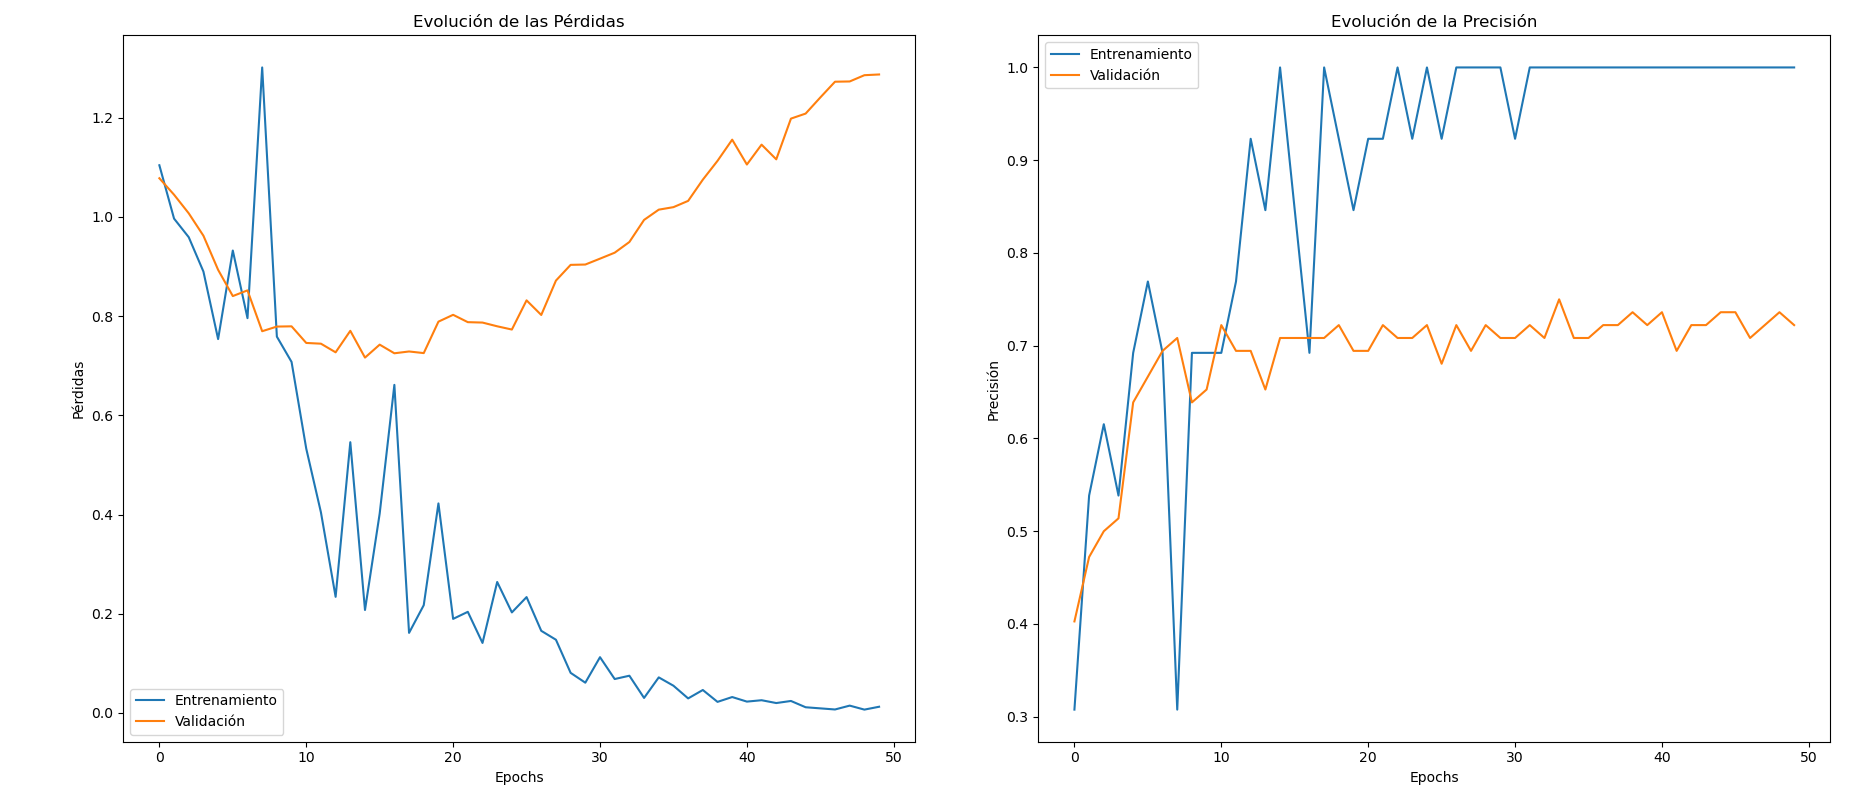 Evolución de las Pérdidas
Pérdidas
1.2
1.0
0.8
0.6
0.4
0.2
0.0
Entrenamiento
Validación
0 10 20 30 40 50
Epochs
Evolución de la Precisión
Entrenamiento
Validación
Precisión
1.0
0.9
0.8
0.7
0.6
0.5
0.4
0.3
0 10 20 30 40 50
Epochs